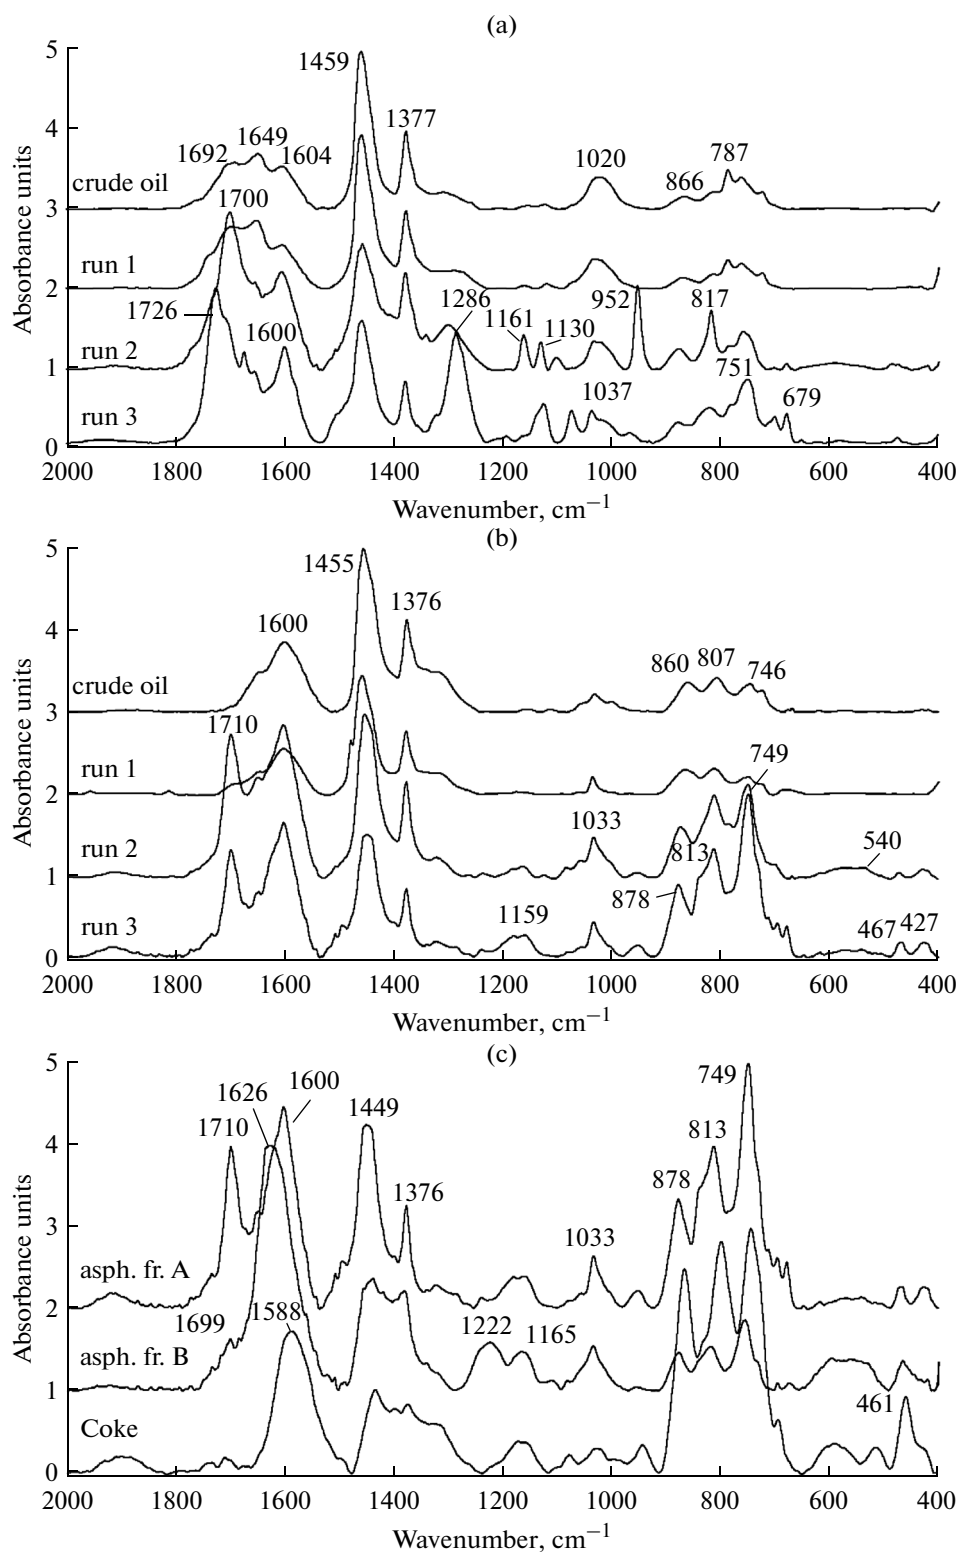 (a)
5
1459
4
1377
1649
1692
1604
1020
787
866
crude oil
3
1700
run 1
2
1726
1286
952
817
1161
1130
1600
run 2
1
751
1037
679
run 3
0
2000 1800 1600 1400 1200 1000 800 600 400
Wavenumber, cm−1
Absorbance units
(b)
5
1455
4
1600
1376
860 807 746
crude oil
3
1710
run 1
749
2
1033
540
run 2
813
1
878
1159
run 3
467 427
0
2000 1800 1600 1400 1200 1000 800 600 400
Wavenumber, cm−1
Absorbance units
(c)
5
1626 1600
749
1449
1710
813
4
878
1376
3
1033
asph. fr. A
2
1699 1588
1222 1165
asph. fr. B
1
461
Coke
0
2000 1800 1600 1400 1200 1000 800 600 400
Wavenumber, cm−1
Absorbance units